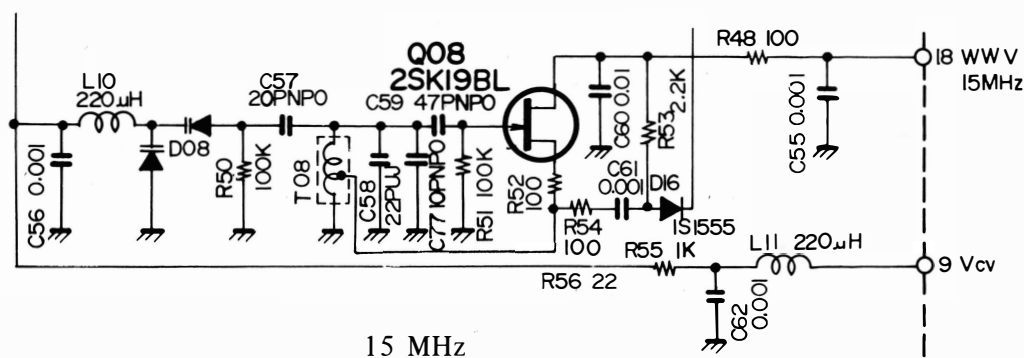 Q08
2SK19BL
R48 100
18 WWV
15MHz
L10
220μH
C57
20PNPO
C59 47PNPO
C60 0.01
R53 2.2K
C55 0.001
D08
C56 0.001
R50
100K
T08
C58
22PUJ
C77 10PNPO
R51 100K
R52
100
C61
0.001
D16
R54
100
1S1555
R55
1K
L11 220μH
9 Vcv
R56 22
C62
0.001
15 MHz